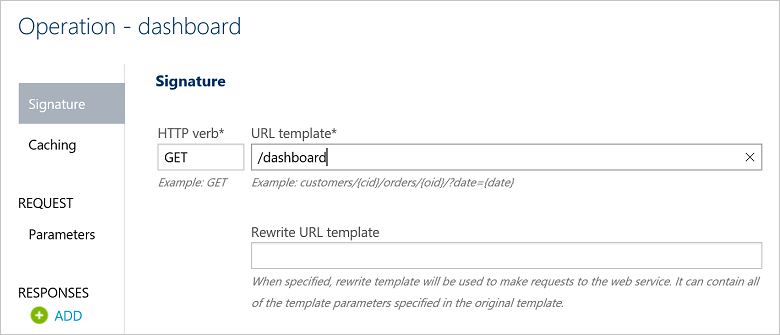 Operation - dashboard
Signature
Signature
Caching
HTTP verb* URL template*
GET /dashboard
Example: GET Example: customers/{cid}/orders/{oid}/?date={date}
REQUEST
Parameters
Rewrite URL template
When specified, rewrite template will be used to make requests to the web service. It can contain all
of the template parameters specified in the original template.
RESPONSES
ADD